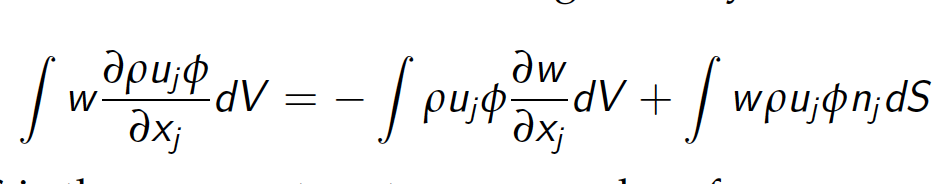 ∫ w ∂ρu_jϕ/∂x_j dV = − ∫ ρu_jϕ ∂w/∂x_j dV + ∫ wρu_jϕn_j dS